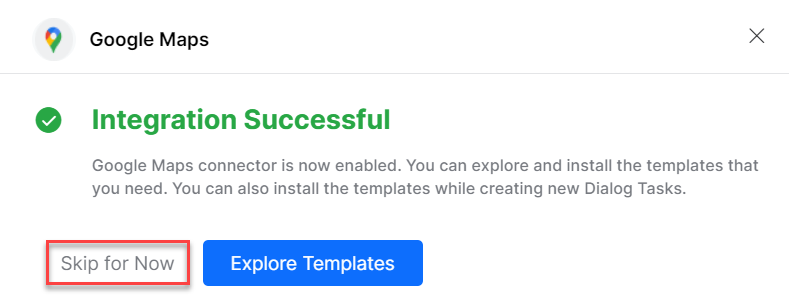 Google Maps
Integration Successful
Google Maps connector is now enabled. You can explore and install the templates that
you need. You can also install the templates while creating new Dialog Tasks.
Skip for Now
Explore Templates